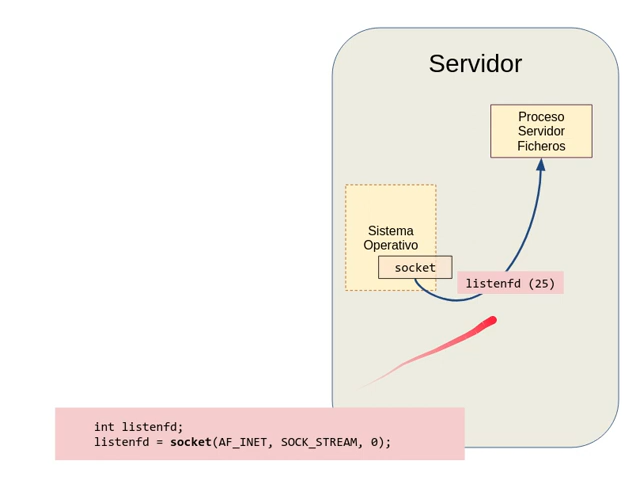 Servidor
Proceso
Servidor
Ficheros
Sistema
Operativo
socket
listenfd (25)
int listenfd;
listenfd = socket(AF_INET, SOCK_STREAM, 0);